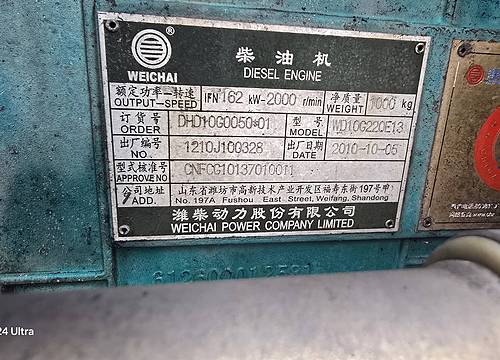 WEICHAI
®
柴油机
DIESEL ENGINE
额定功率—转速 IFN 162 kW-2000 r/min 净质量 1000 kg
OUTPUT—SPEED WEIGHT
订货号 DHD10G0050*01 型号 WD10G220E13
ORDER MODEL
出厂编号 1210J100328 出厂日期 2010-10-05
NO. DATE
型式核准号 CNFCG10137010011
APPROVE NO
公司地址 山东省潍坊市高新技术产业开发区福寿东街197号甲
ADD. No. 197A Fushou East Street, Weifang, Shandong
潍柴动力股份有限公司
WEICHAI POWER COMPANY LIMITED
24 Ultra